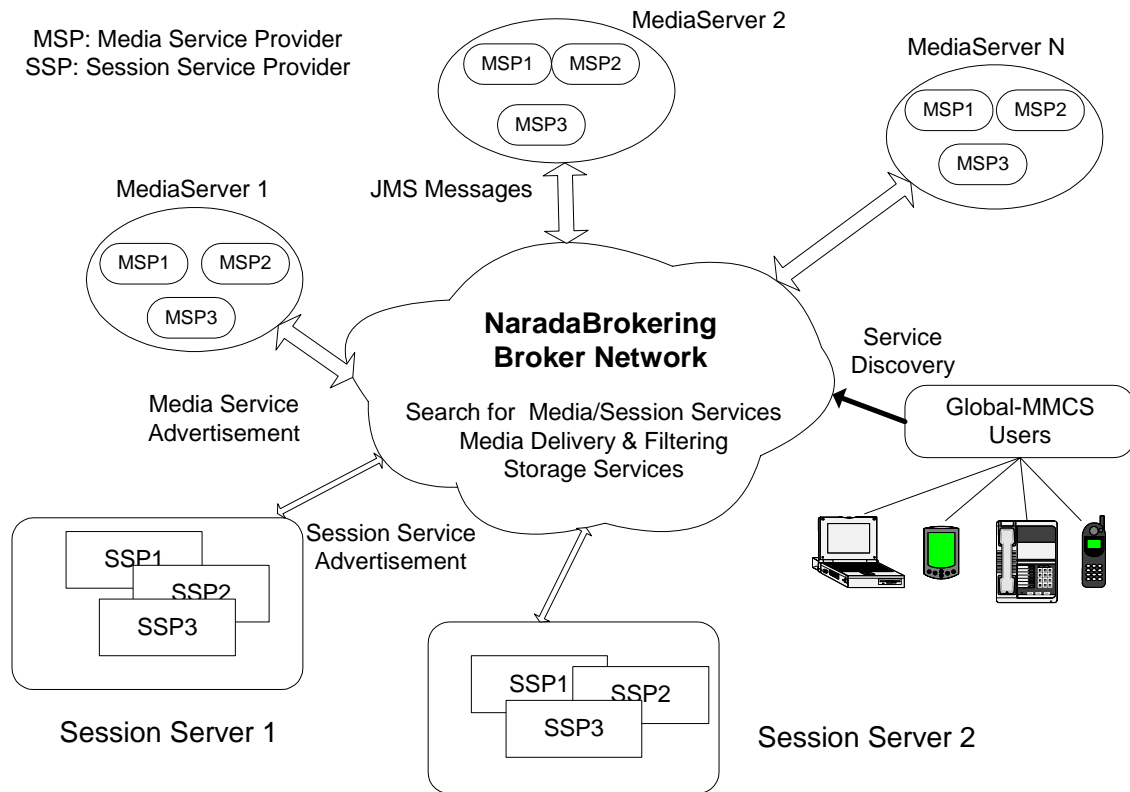 MSP: Media Service Provider
SSP: Session Service Provider
MediaServer 2
MSP1
MSP2
MSP3
MediaServer N
MSP1
MSP2
MSP3
JMS Messages
MediaServer 1
MSP1
MSP2
MSP3
NaradaBrokering
Broker Network
Search for Media/Session Services
Media Delivery & Filtering
Storage Services
Service
Discovery
Global-MMCS
Users
Media Service
Advertisement
Session Service
Advertisement
SSP1
SSP2
SSP3
Session Server 1
SSP1
SSP2
SSP3
Session Server 2